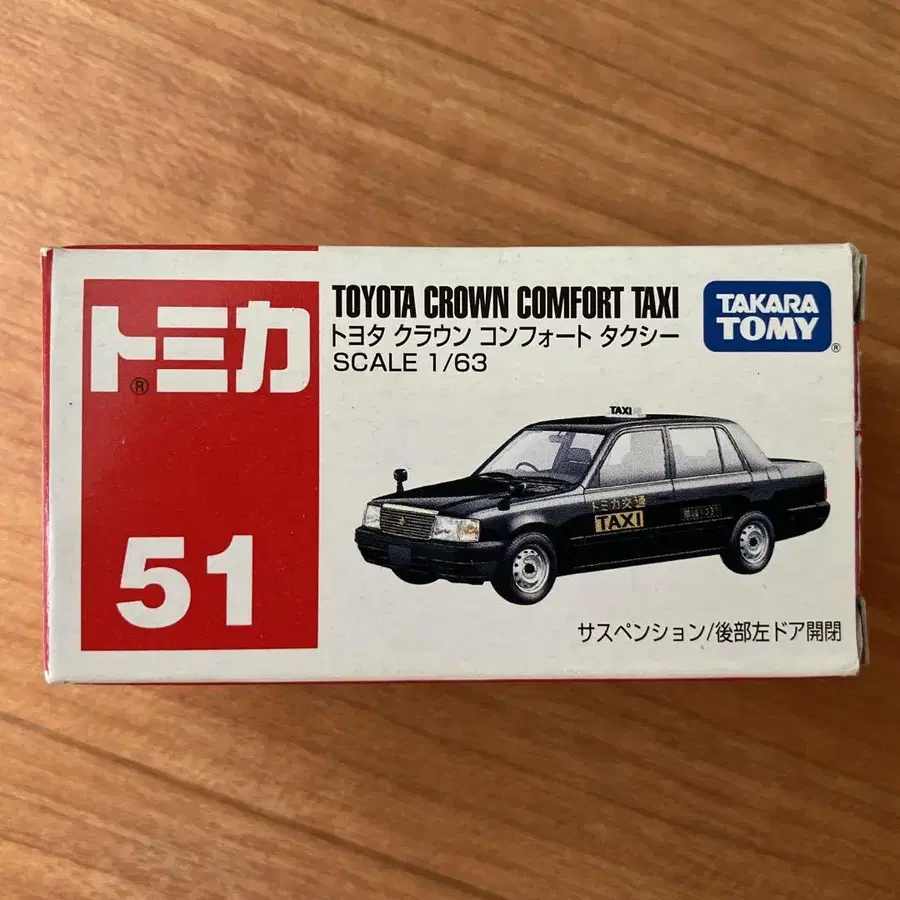 トミカ
®
51
TOYOTA CROWN COMFORT TAXI
トヨタ クラウン コンフォート タクシー
SCALE 1/63
TAKARA
TOMY
®
TAXI
トミカ交通
TAXI
サスペンション/後部左ドア開閉